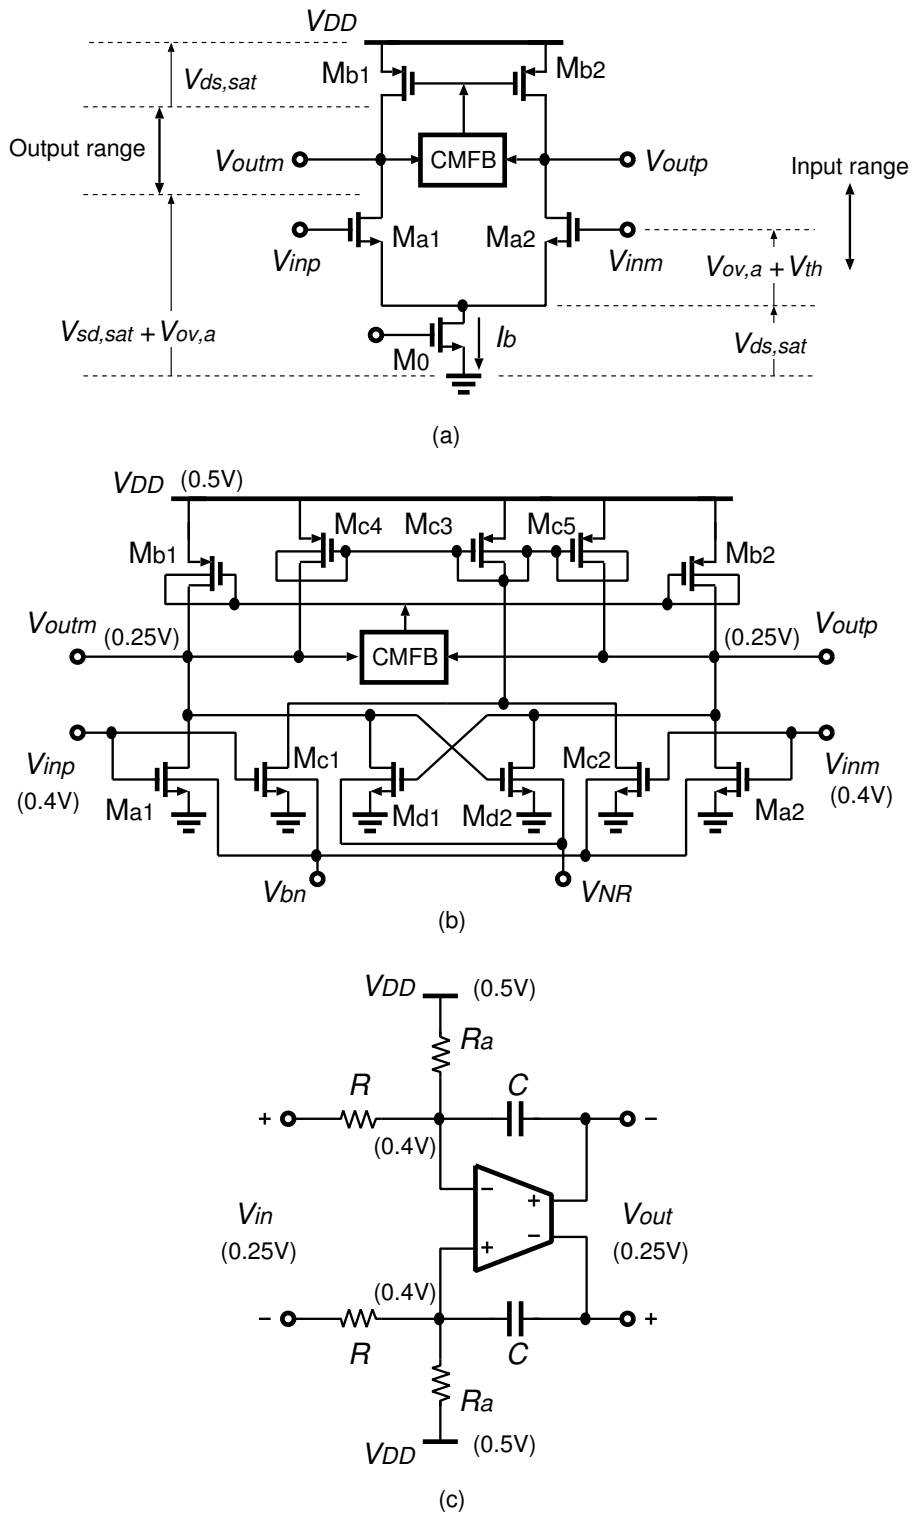 VDD
Mb1
Mb2
Vds,sat
Output range
Voutm
CMFB
Voutp
Input range
Vinp
Ma1
Ma2
Vinm
Vov,a + Vth
Vsd,sat + Vov,a
M0
Ib
Vds,sat
(a)
VDD (0.5V)
Mc4
Mc3
Mc5
Mb1
Mb2
Voutm (0.25V)
CMFB
(0.25V) Voutp
Vinp
(0.4V)
Ma1
Mc1
Md1
Md2
Mc2
Ma2
Vinm
(0.4V)
Vbn
VNR
(b)
VDD (0.5V)
Ra
R
C
+
(0.4V)
−
−
+
Vin
(0.25V)
+
−
Vout
(0.25V)
−
(0.4V)
+
R
C
Ra
VDD (0.5V)
(c)